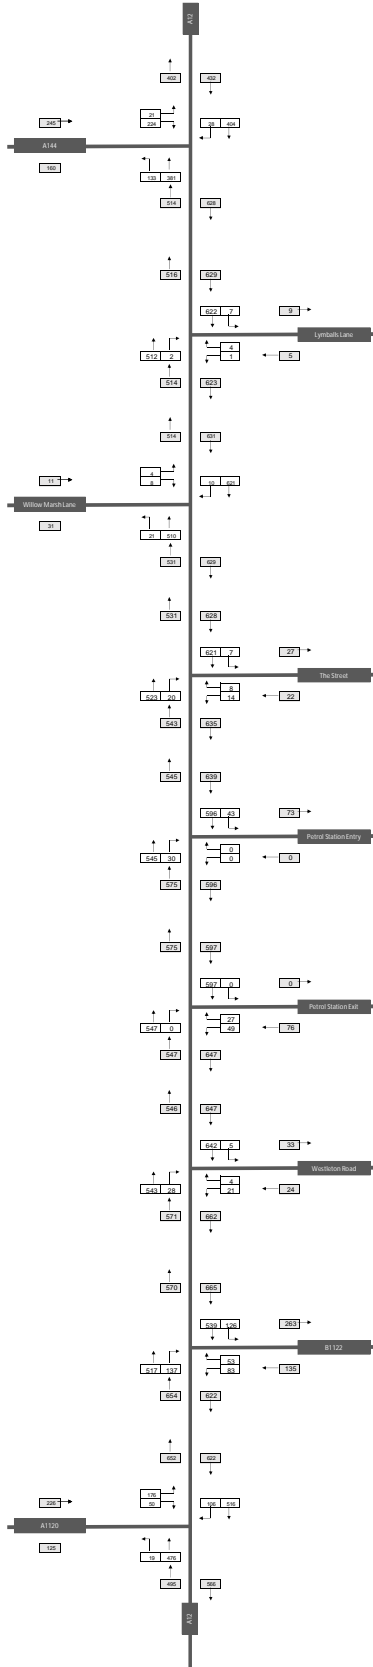 A12
402 432
21
245 224 28 404
A144
160 133 381
514 628
516 629
622 7 9
Lymballs Lane
512 2 4
1 5
514 623
514 631
4
11 8 10 621
Willow Marsh Lane
31 21 510
531 629
531 628
621 7 27
The Street
523 20 8
14 22
543 635
545 639
596 43 73
Petrol Station Entry
545 30 0
0 0
575 596
575 597
597 0 0
Petrol Station Exit
547 0 27
49 76
547 647
546 647
642 5 33
Westleton Road
543 28 4
21 24
571 662
570 665
539 126 263
B1122
517 137 53
83 135
654 622
652 622
176
226 50 106 516
A1120
125 19 476
495 566
A12